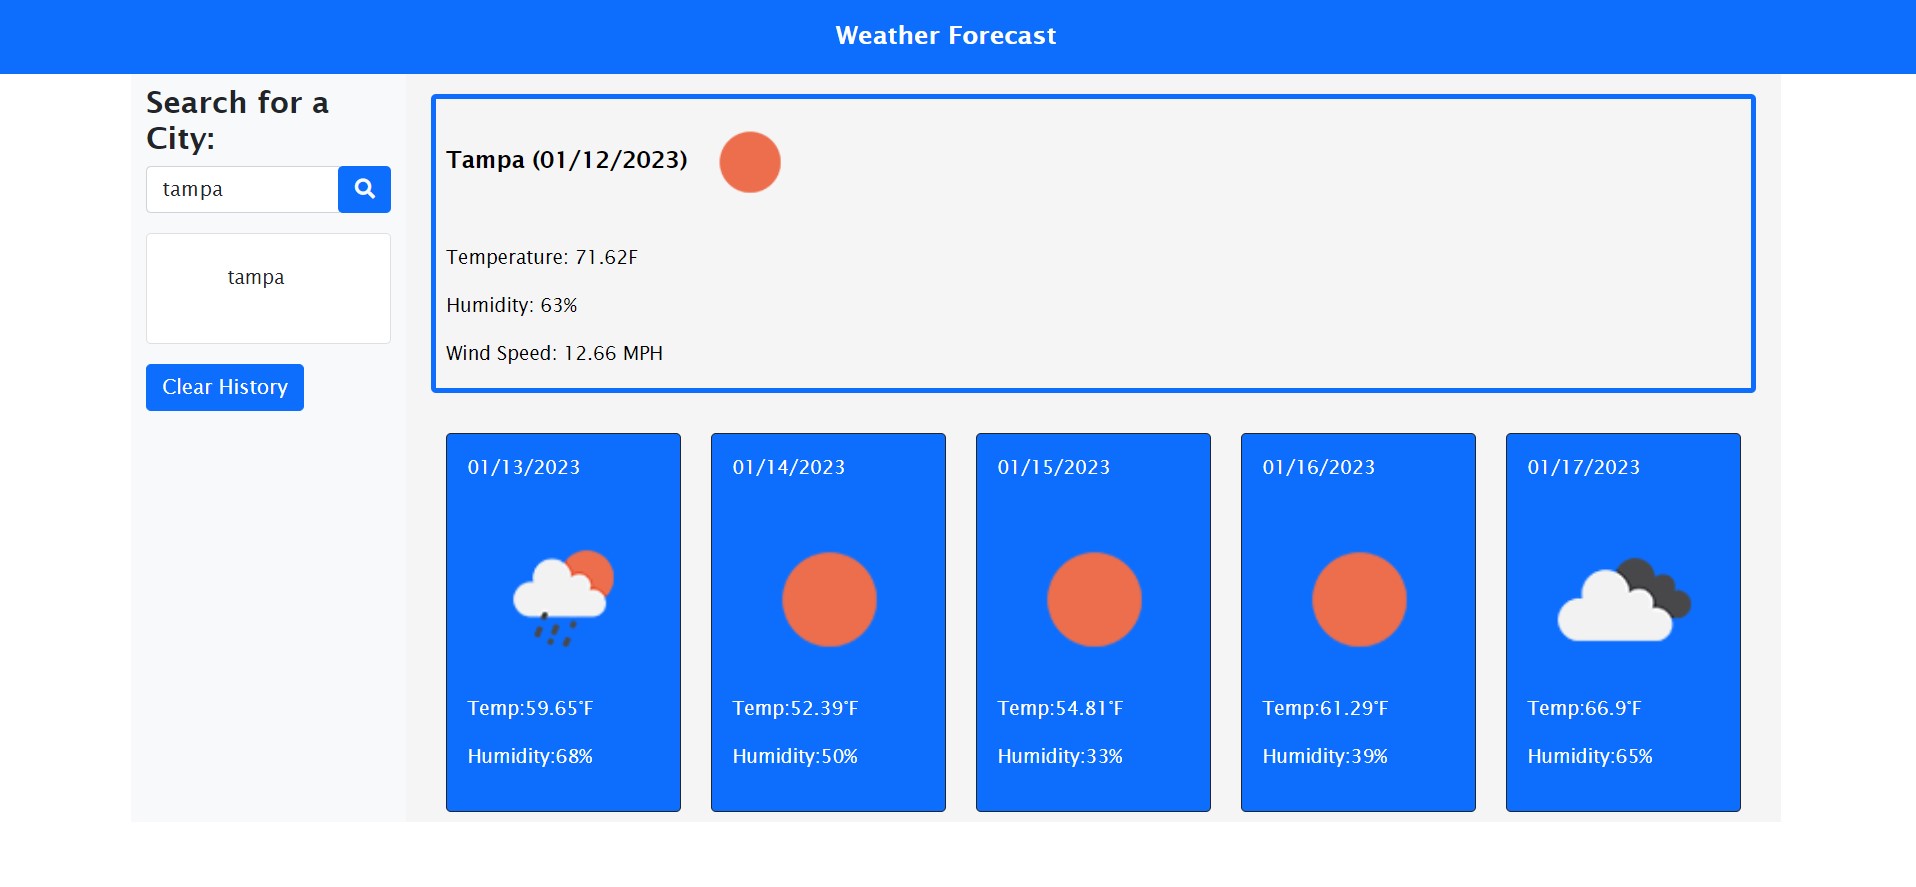 Weather Forecast
Search for a
City:
tampa
tampa
Clear History
Tampa (01/12/2023)
Temperature: 71.62F
Humidity: 63%
Wind Speed: 12.66 MPH
01/13/2023
Temp:59.65°F
Humidity:68%
01/14/2023
Temp:52.39°F
Humidity:50%
01/15/2023
Temp:54.81°F
Humidity:33%
01/16/2023
Temp:61.29°F
Humidity:39%
01/17/2023
Temp:66.9°F
Humidity:65%